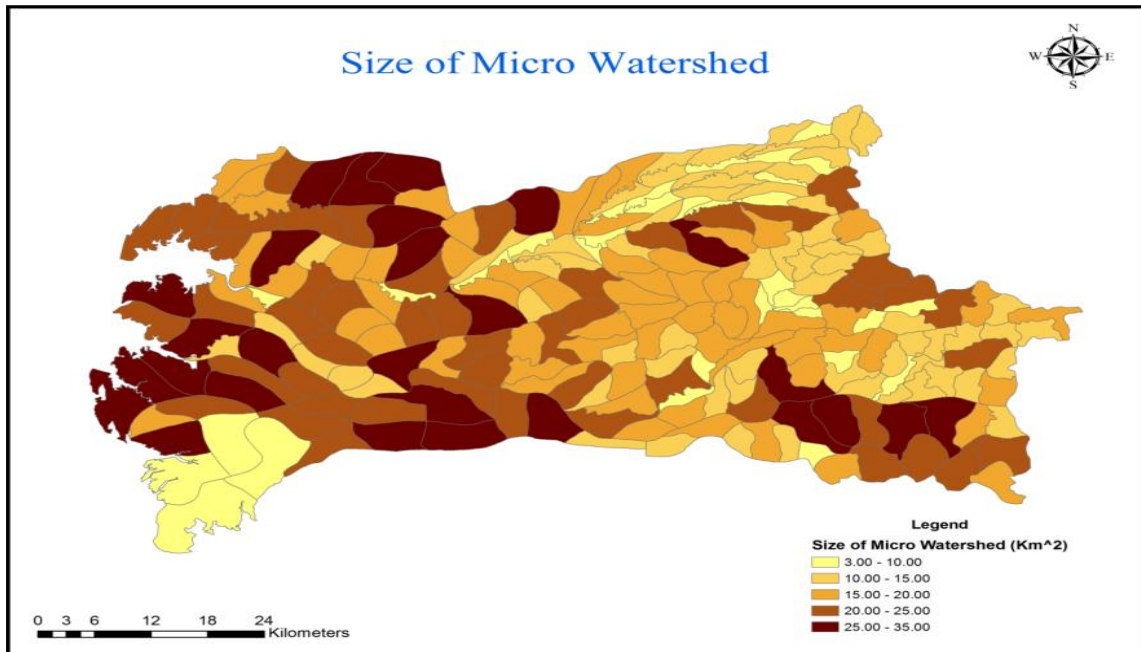 Size of Micro Watershed
N
W E
S
Legend
Size of Micro Watershed (Km^2)
3.00 - 10.00
10.00 - 15.00
15.00 - 20.00
20.00 - 25.00
25.00 - 35.00
0 3 6 12 18 24
Kilometers